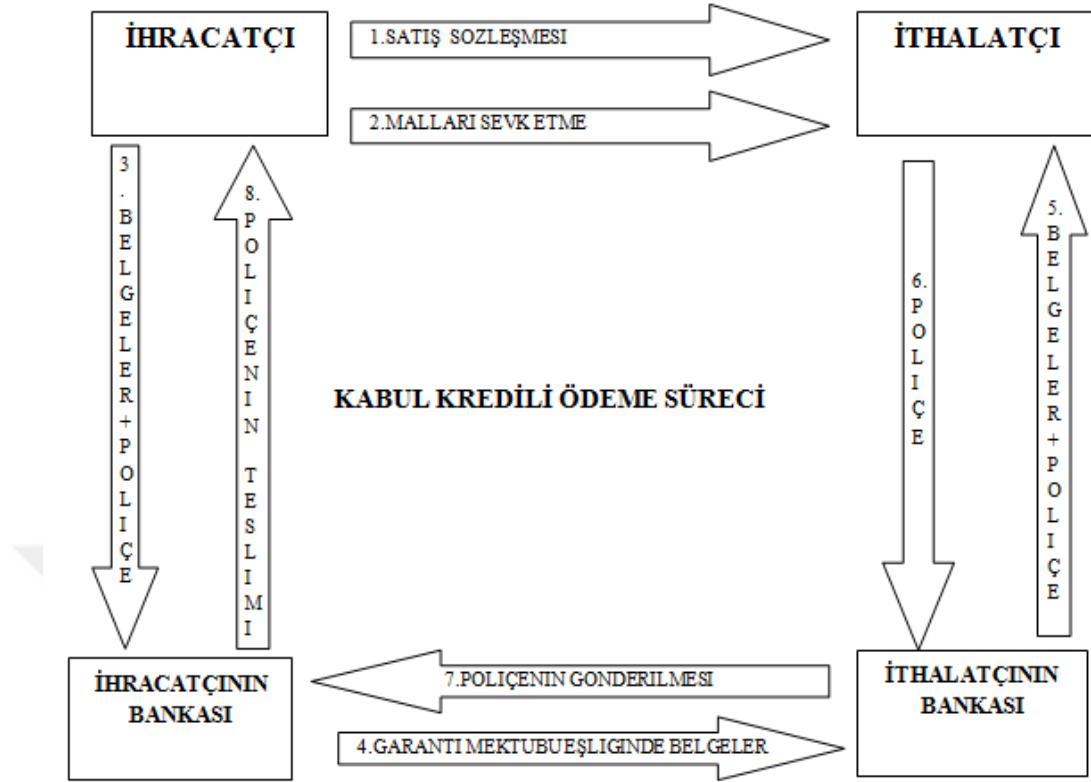 İHRACATÇI
1.SATIŞ SOZLEŞMESI
İTHALATÇI
2.MALLARI SEVK ETME
3. BELGELER+POLIÇE
8. POLIÇENIN TESLIMI
6. POLIÇE
5. BELGELER+POLIÇE
KABUL KREDİLİ ÖDEME SÜRECİ
İHRACATÇININ
BANKASI
7.POLIÇENIN GONDERILMESI
4.GARANTI MEKTUBU EŞLIGINDE BELGELER
İTHALATÇININ
BANKASI